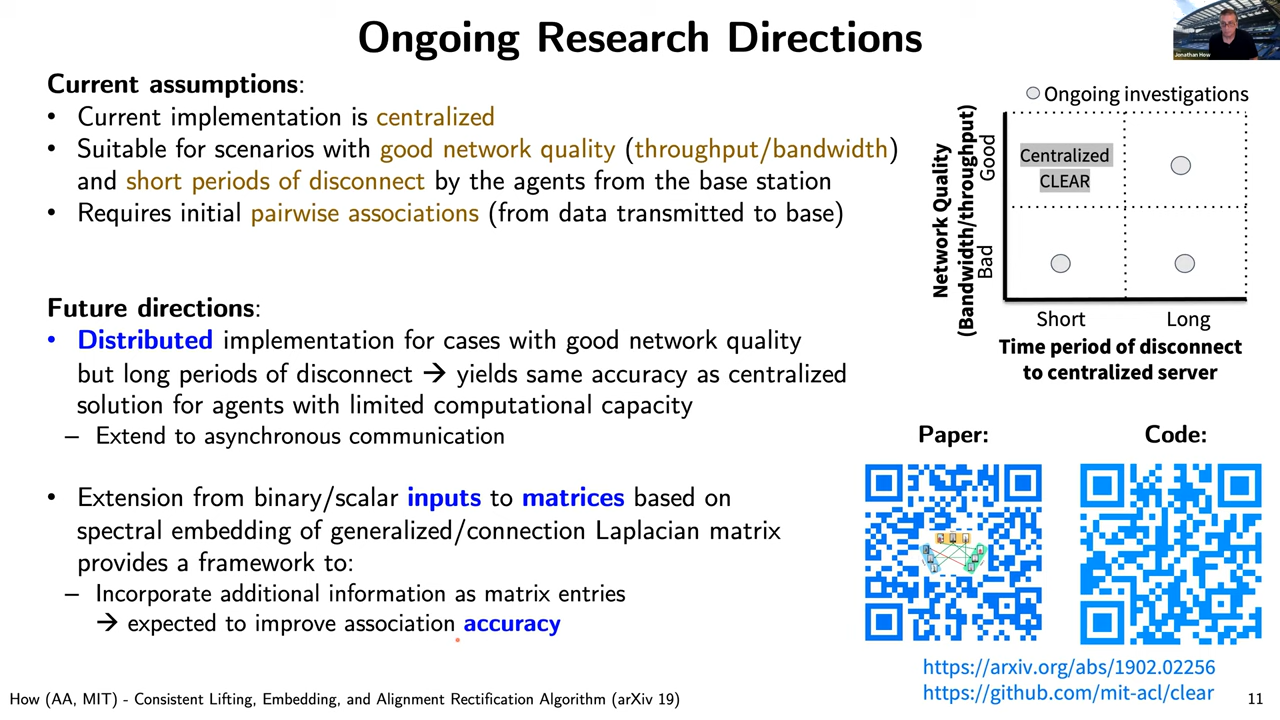 Ongoing Research Directions
Jonathan How
Current assumptions:
• Current implementation is centralized
• Suitable for scenarios with good network quality (throughput/bandwidth)
and short periods of disconnect by the agents from the base station
• Requires initial pairwise associations (from data transmitted to base)
Future directions:
• Distributed implementation for cases with good network quality
but long periods of disconnect → yields same accuracy as centralized
solution for agents with limited computational capacity
– Extend to asynchronous communication
• Extension from binary/scalar inputs to matrices based on
spectral embedding of generalized/connection Laplacian matrix
provides a framework to:
– Incorporate additional information as matrix entries
→ expected to improve association accuracy
Ongoing investigations
Network Quality
(Bandwidth/throughput)
Good
Bad
Centralized
CLEAR
Short Long
Time period of disconnect
to centralized server
Paper: Code:
https://arxiv.org/abs/1902.02256
https://github.com/mit-acl/clear
How (AA, MIT) - Consistent Lifting, Embedding, and Alignment Rectification Algorithm (arXiv 19)
11